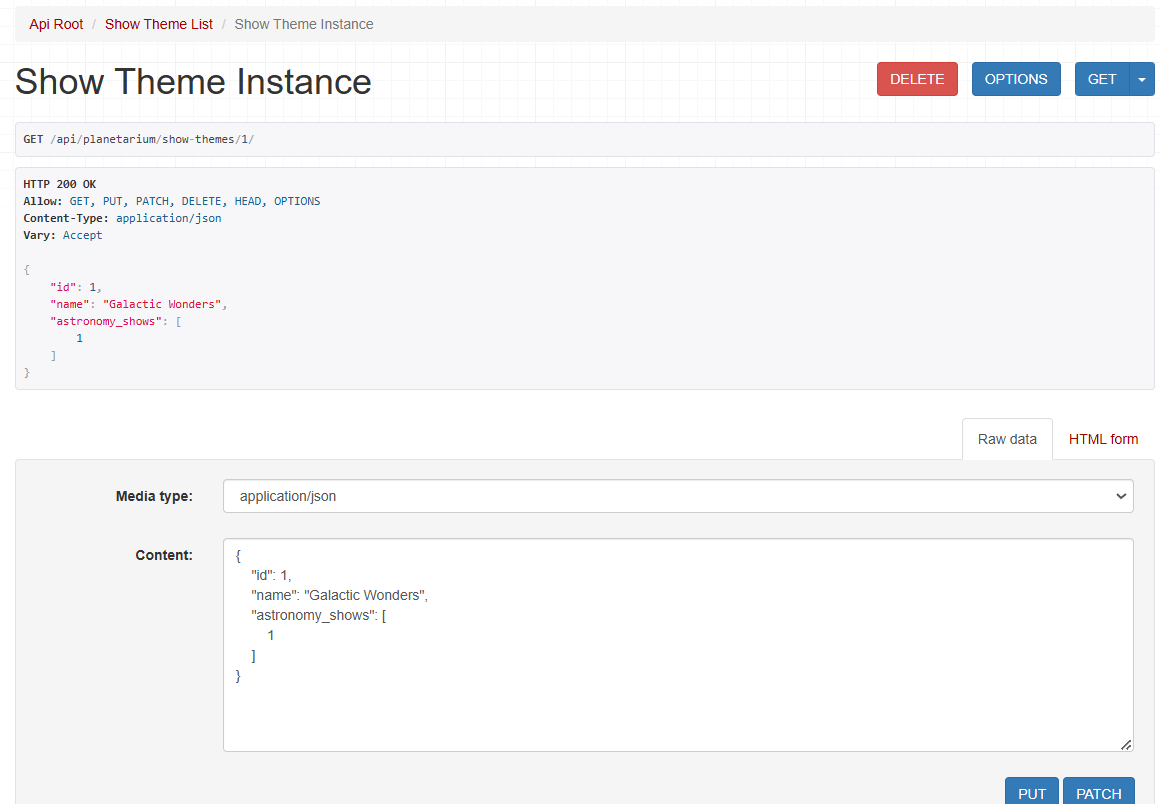 Api Root / Show Theme List / Show Theme Instance
Show Theme Instance
DELETE
OPTIONS
GET
GET /api/planetarium/show-themes/1/
HTTP 200 OK
Allow: GET, PUT, PATCH, DELETE, HEAD, OPTIONS
Content-Type: application/json
Vary: Accept
{
"id": 1,
"name": "Galactic Wonders",
"astronomy_shows": [
1
]
}
Raw data
HTML form
Media type:
application/json
Content:
{
"id": 1,
"name": "Galactic Wonders",
"astronomy_shows": [
1
]
}
PUT
PATCH